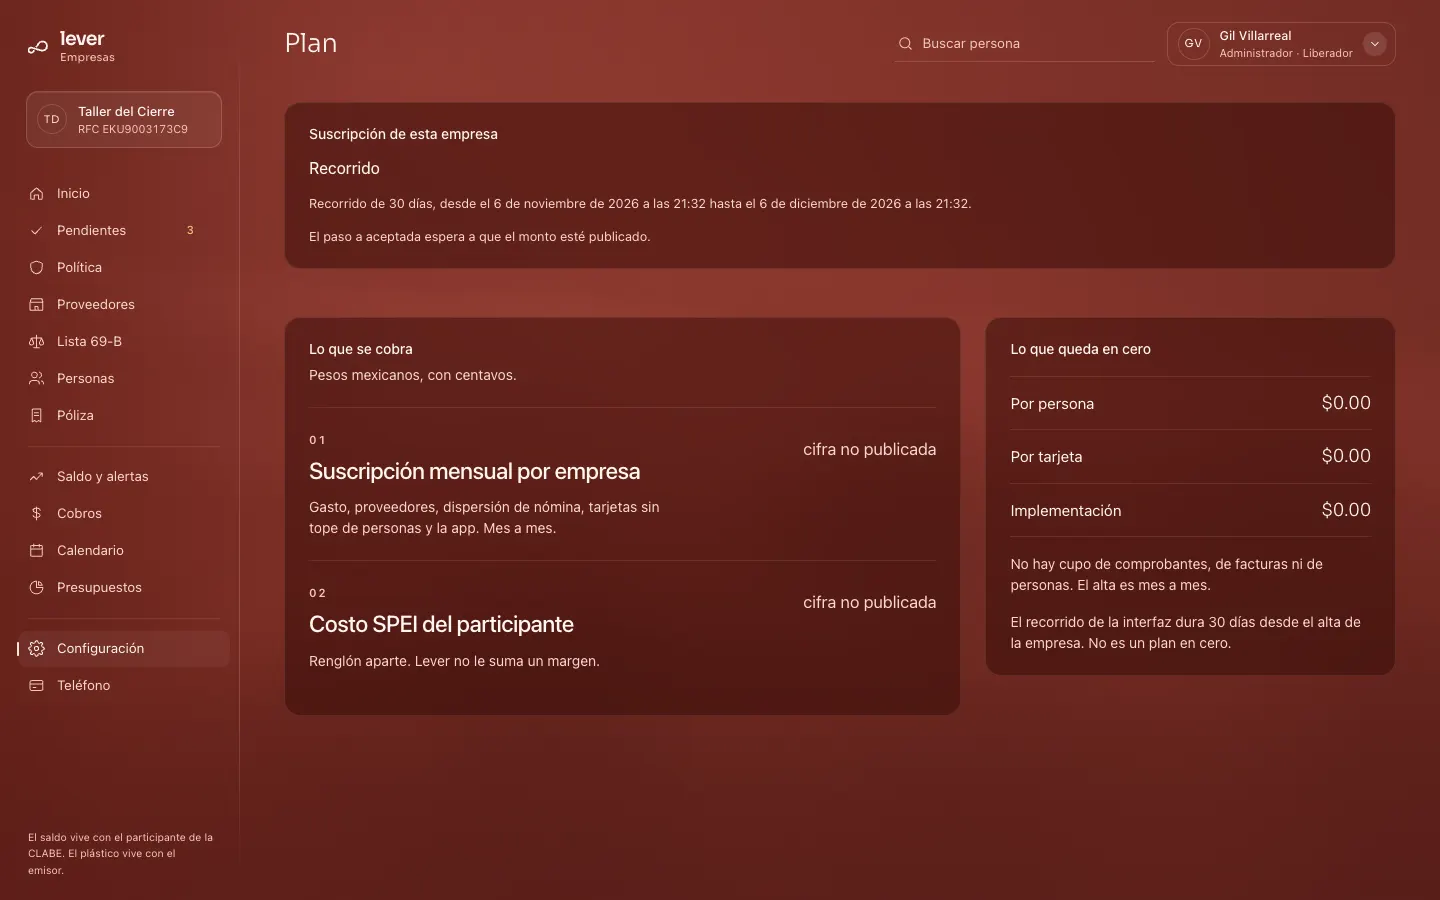 lever
Empresas
TD
Taller del Cierre
RFC EKU9003173C9
Inicio
Pendientes 3
Política
Proveedores
Lista 69-B
Personas
Póliza
Saldo y alertas
Cobros
Calendario
Presupuestos
Configuración
Teléfono
El saldo vive con el participante de la
CLABE. El plástico vive con el
emisor.
Plan
Buscar persona
GV
Gil Villarreal
Administrador · Liberador
Suscripción de esta empresa
Recorrido
Recorrido de 30 días, desde el 6 de noviembre de 2026 a las 21:32 hasta el 6 de diciembre de 2026 a las 21:32.
El paso a aceptada espera a que el monto esté publicado.
Lo que se cobra
Pesos mexicanos, con centavos.
01
Suscripción mensual por empresa
cifra no publicada
Gasto, proveedores, dispersión de nómina, tarjetas sin
tope de personas y la app. Mes a mes.
02
Costo SPEI del participante
cifra no publicada
Renglón aparte. Lever no le suma un margen.
Lo que queda en cero
Por persona $0.00
Por tarjeta $0.00
Implementación $0.00
No hay cupo de comprobantes, de facturas ni de
personas. El alta es mes a mes.
El recorrido de la interfaz dura 30 días desde el alta de
la empresa. No es un plan en cero.